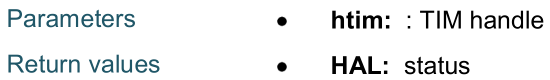 Parameters ● htim: : TIM handle
Return values ● HAL: status